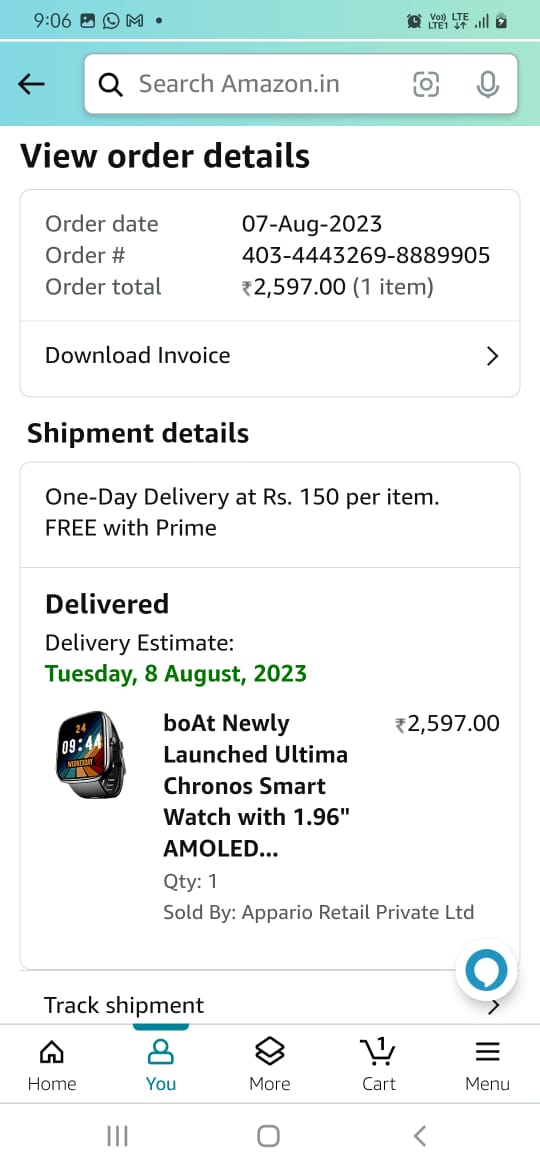 9:06
Vo)) LTE
LTE1
Search Amazon.in
View order details
Order date 07-Aug-2023
Order # 403-4443269-8889905
Order total ₹2,597.00 (1 item)
Download Invoice
Shipment details
One-Day Delivery at Rs. 150 per item.
FREE with Prime
Delivered
Delivery Estimate:
Tuesday, 8 August, 2023
24
09:44
WEDNESDAY
boAt Newly ₹2,597.00
Launched Ultima
Chronos Smart
Watch with 1.96"
AMOLED...
Qty: 1
Sold By: Appario Retail Private Ltd
Track shipment
1
Home You More Cart Menu